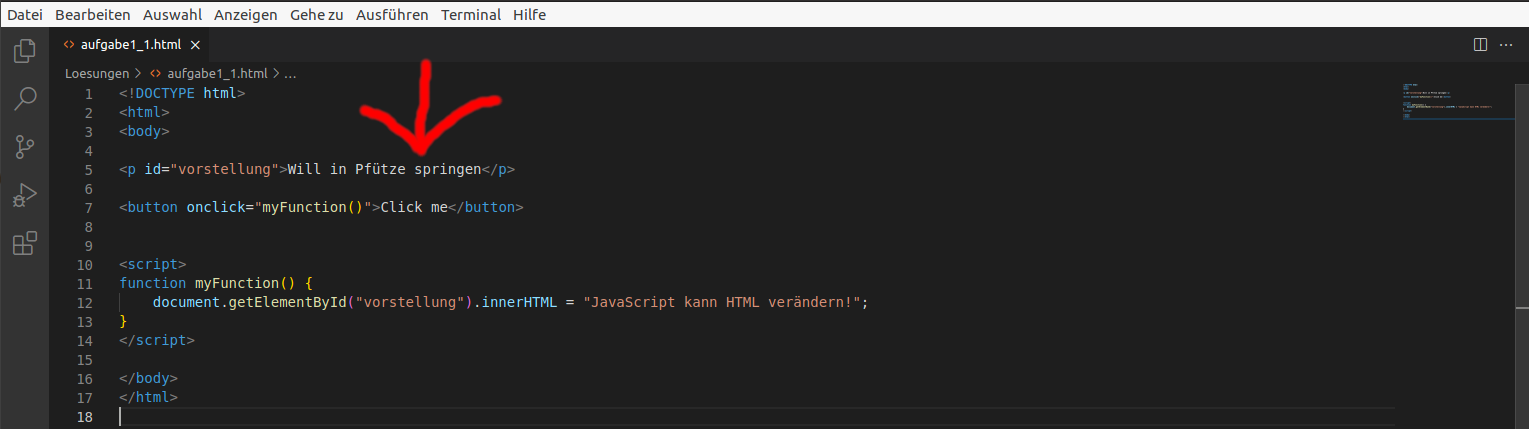 Datei Bearbeiten Auswahl Anzeigen Gehe zu Ausführen Terminal Hilfe
<> aufgabe1_1.html ×
Loesungen > <> aufgabe1_1.html > ...
1 <!DOCTYPE html>
2 <html>
3 <body>
4
5 <p id="vorstellung">Will in Pfütze springen</p>
6
7 <button onclick="myFunction()">Click me</button>
8
9
10 <script>
11 function myFunction() {
12     document.getElementById("vorstellung").innerHTML = "JavaScript kann HTML verändern!";
13 }
14 </script>
15
16 </body>
17 </html>
18